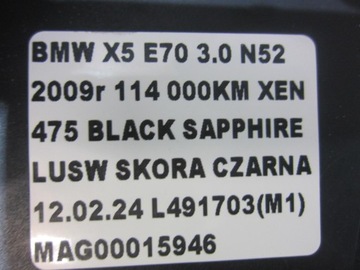 BMW X5 E70 3.0 N52
2009r 114 000KM XEN
475 BLACK SAPPHIRE
LUSW SKORA CZARNA
12.02.24 L491703(M1)
MAG00015946